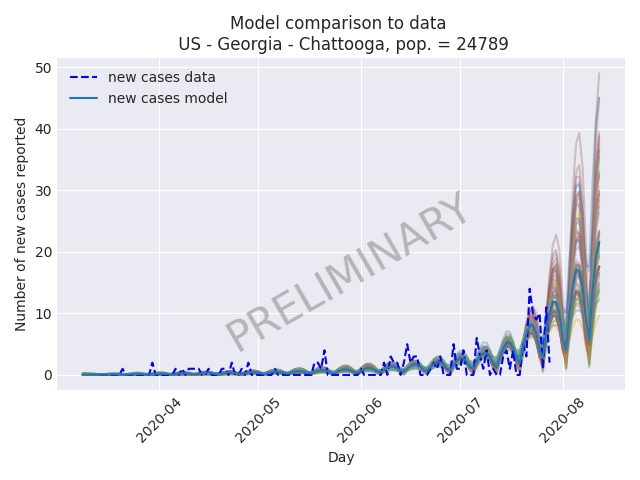 Model comparison to data
US - Georgia - Chattooga, pop. = 24789
new cases data
new cases model
PRELIMINARY
Number of new cases reported
50
40
30
20
10
0
2020-04
2020-05
2020-06
2020-07
2020-08
Day